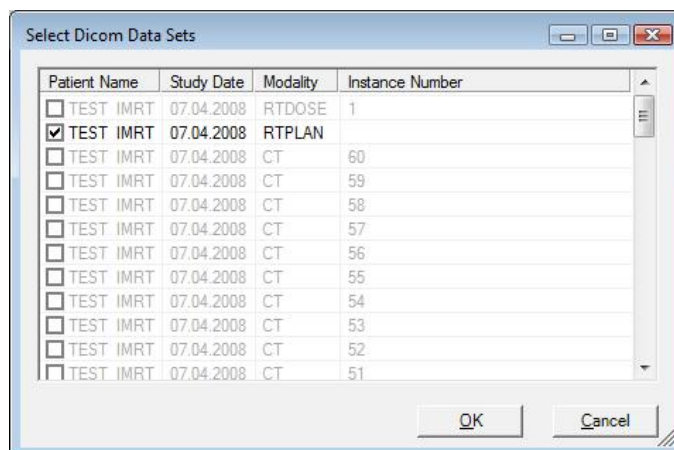 Select Dicom Data Sets
Patient Name Study Date Modality Instance Number
TEST IMRT 07.04.2008 RTDOSE 1
TEST IMRT 07.04.2008 RTPLAN
TEST IMRT 07.04.2008 CT 60
TEST IMRT 07.04.2008 CT 59
TEST IMRT 07.04.2008 CT 58
TEST IMRT 07.04.2008 CT 57
TEST IMRT 07.04.2008 CT 56
TEST IMRT 07.04.2008 CT 55
TEST IMRT 07.04.2008 CT 54
TEST IMRT 07.04.2008 CT 53
TEST IMRT 07.04.2008 CT 52
TEST IMRT 07.04.2008 CT 51
OK Cancel